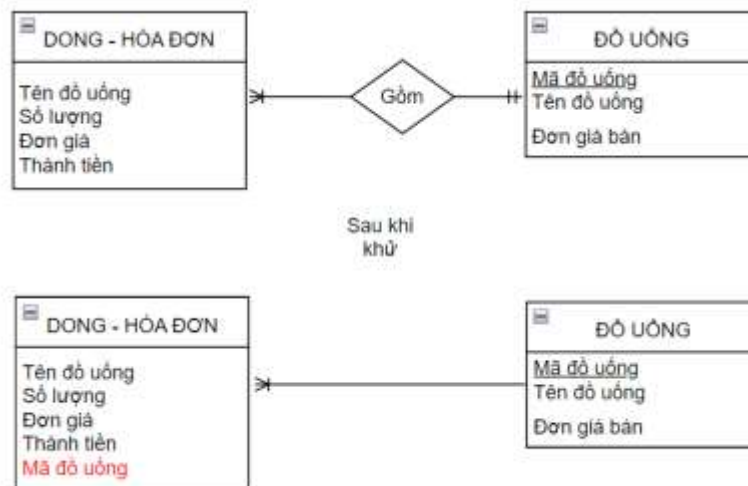 DONG - HÓA ĐƠN
Tên đồ uống
Số lượng
Đơn giá
Thành tiền
Gồm
ĐỒ UỐNG
Mã đồ uống
Tên đồ uống
Đơn giá bán
Sau khi
khử
DONG - HÓA ĐƠN
Tên đồ uống
Số lượng
Đơn giá
Thành tiền
Mã đồ uống
ĐỒ UỐNG
Mã đồ uống
Tên đồ uống
Đơn giá bán